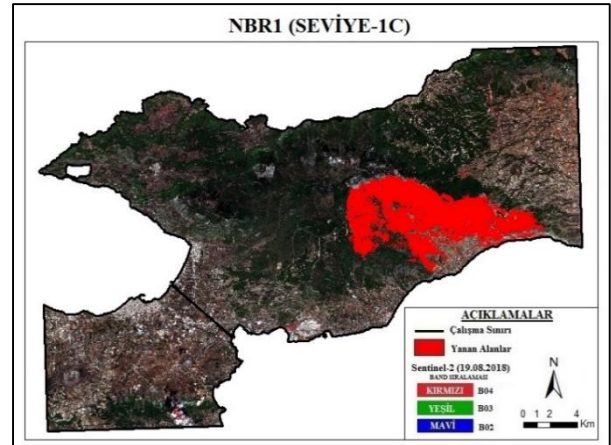 NBR1 (SEVİYE-1C)
AÇIKLAMALAR
Çalışma Sınırı
Yanan Alanlar
Sentinel-2 (19.08.2018)
BAND SIRALAMASI
KIRMIZI B04
YEŞİL B03
MAVİ B02
N
0 1 2 4
Km